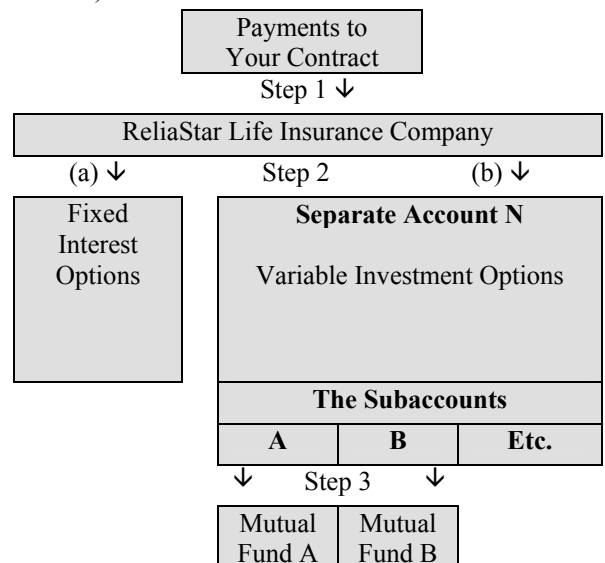 Payments to
Your Contract
Step 1 ↓
ReliaStar Life Insurance Company
(a) ↓ Step 2 (b) ↓
Fixed
Interest
Options
Separate Account N
Variable Investment Options
The Subaccounts
A B Etc.
↓ Step 3 ↓
Mutual
Fund A
Mutual
Fund B